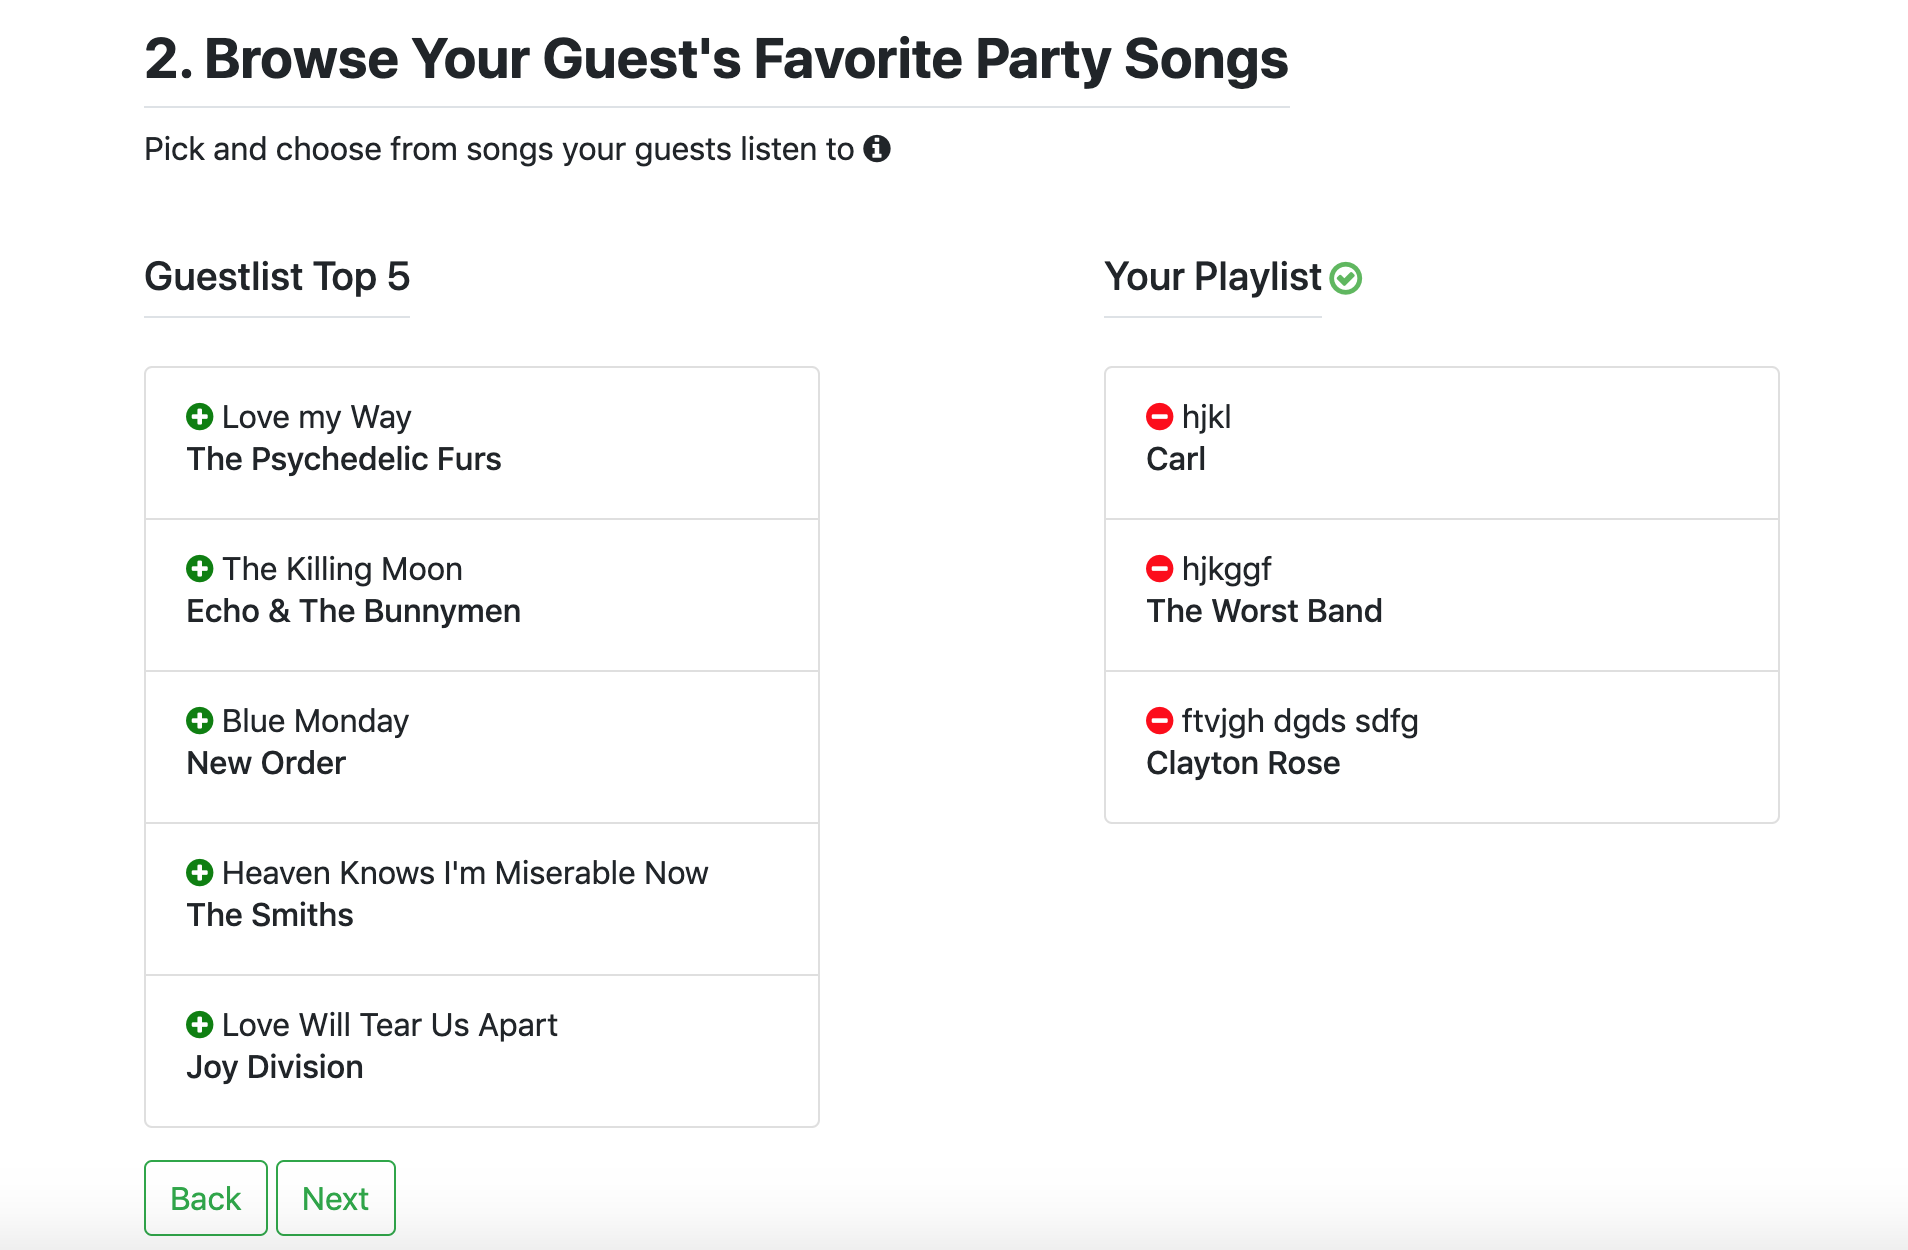 2. Browse Your Guest's Favorite Party Songs
Pick and choose from songs your guests listen to
Guestlist Top 5
Love my Way
The Psychedelic Furs
The Killing Moon
Echo & The Bunnymen
Blue Monday
New Order
Heaven Knows I'm Miserable Now
The Smiths
Love Will Tear Us Apart
Joy Division
Your Playlist
hjkl
Carl
hjkggf
The Worst Band
ftvjgh dgds sdfg
Clayton Rose
Back
Next